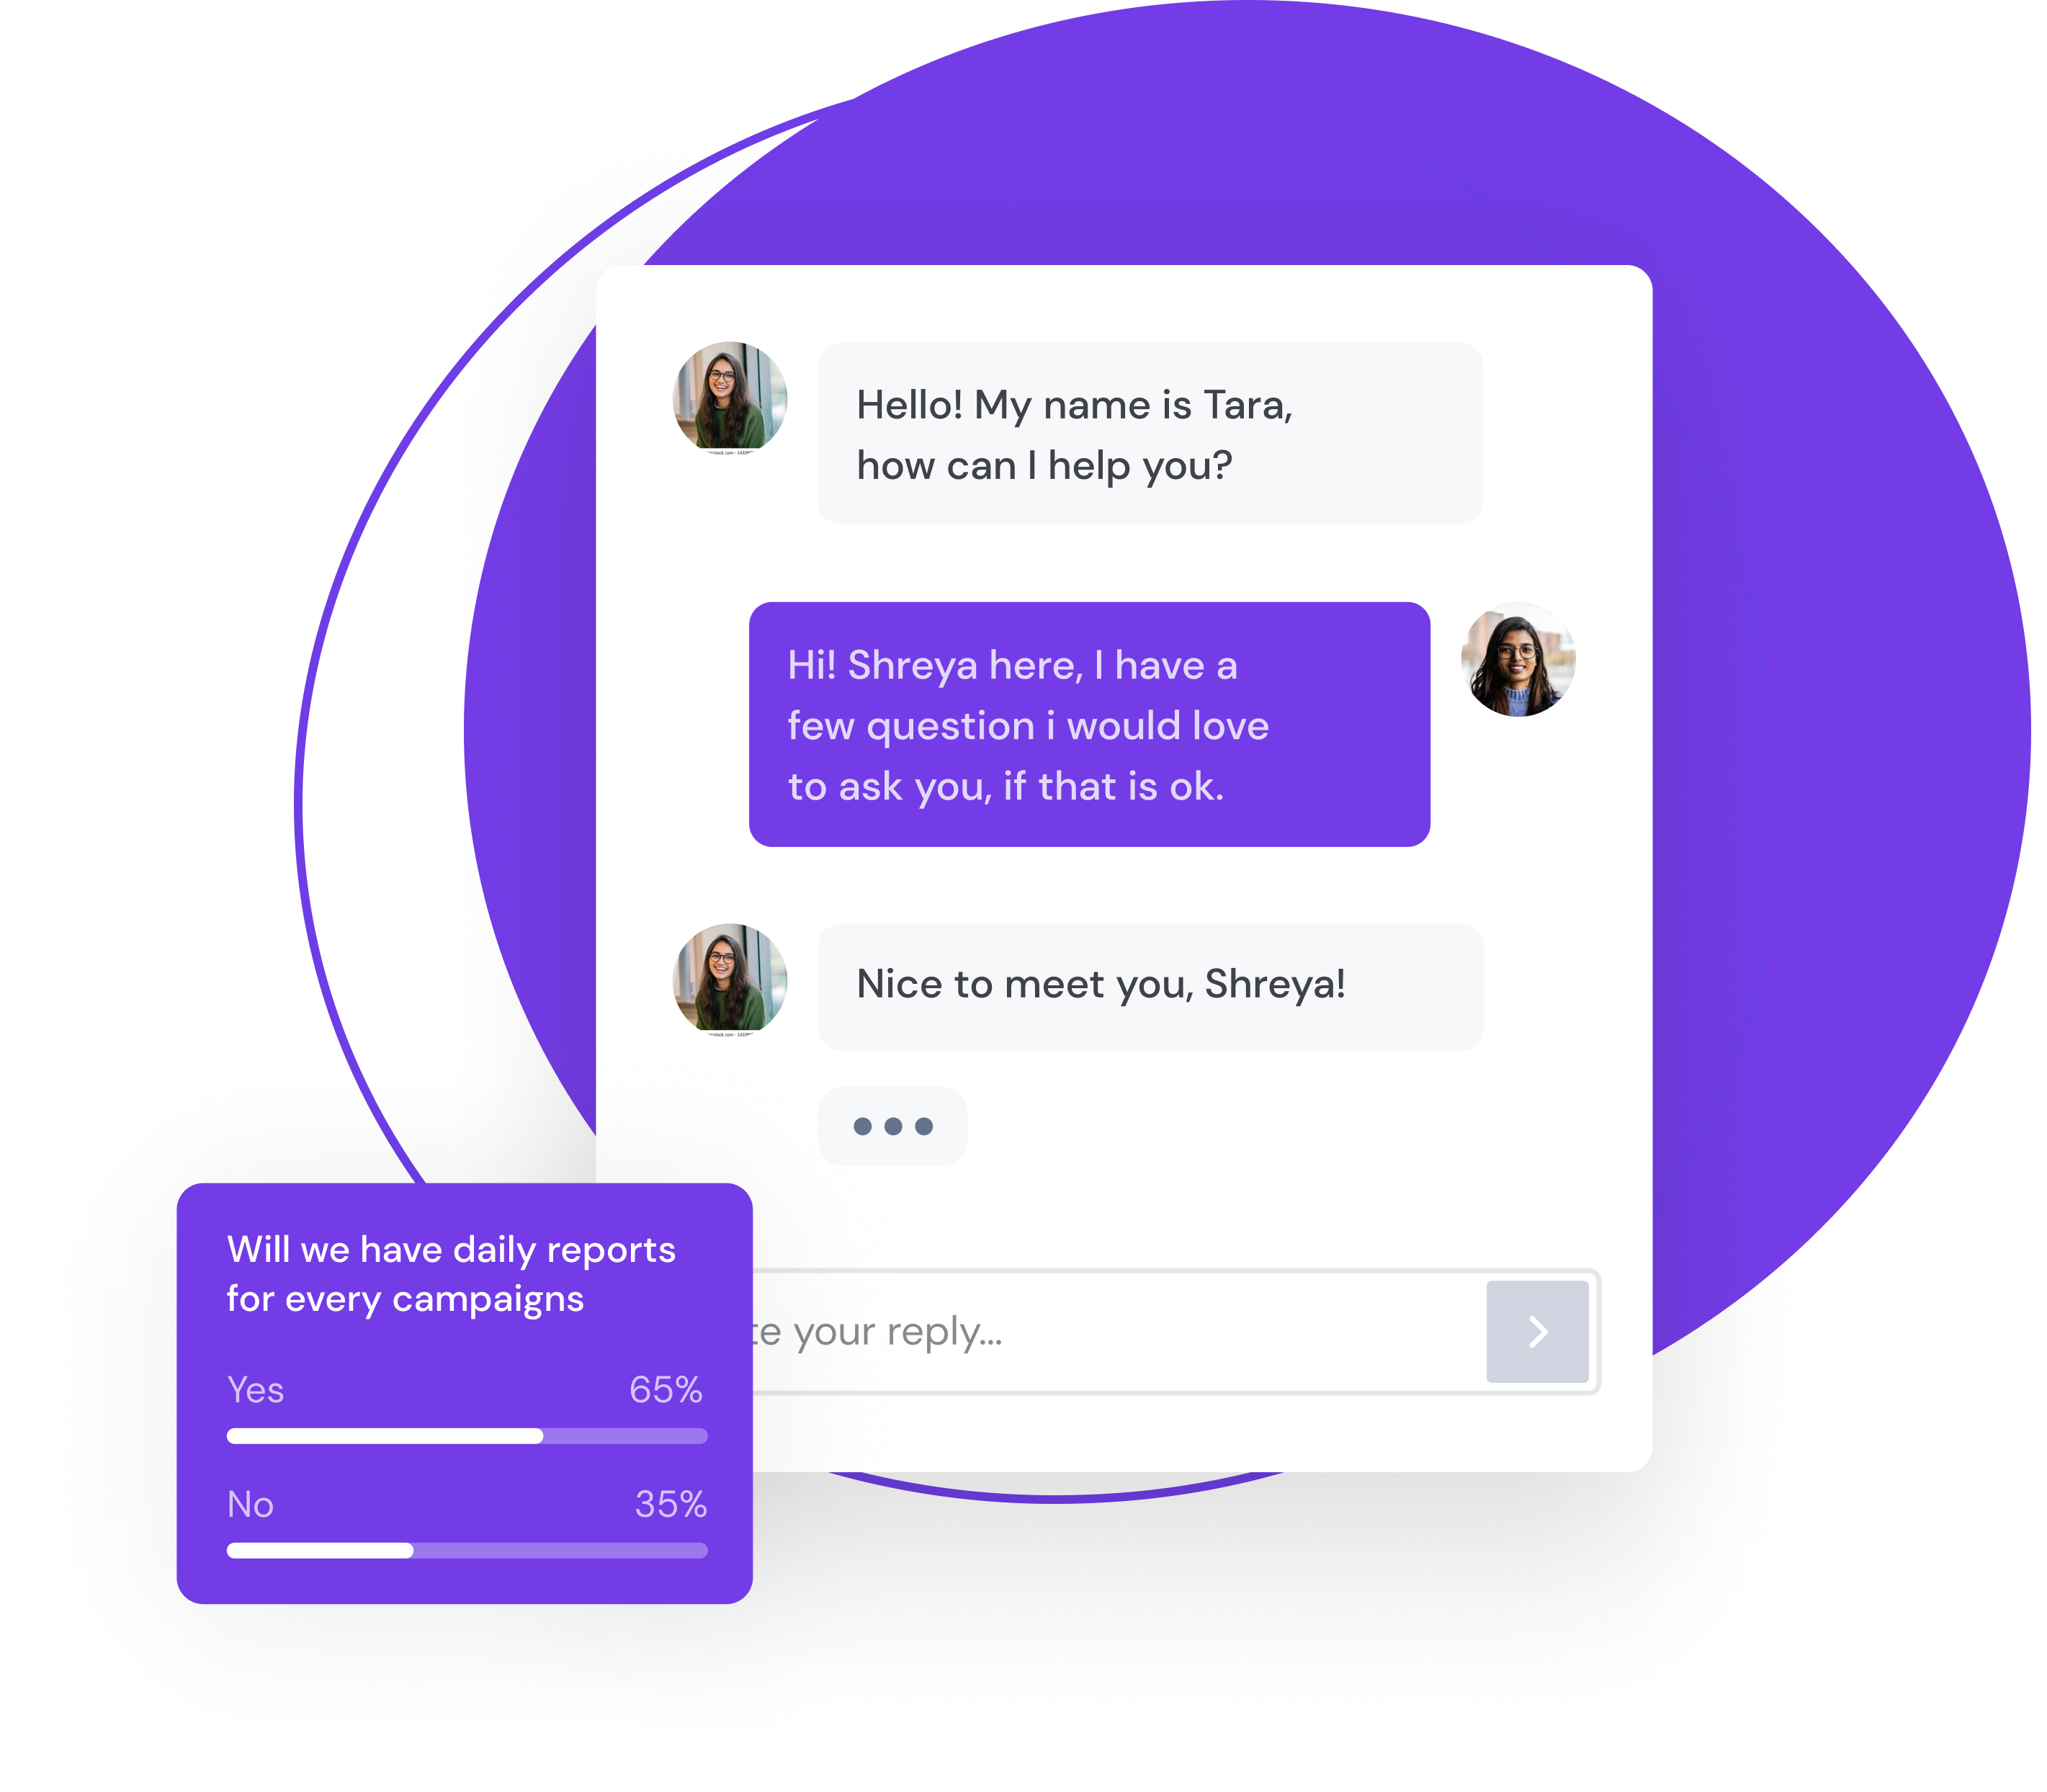 Hello! My name is Tara,
how can I help you?
Hi! Shreya here, I have a
few question i would love
to ask you, if that is ok.
Nice to meet you, Shreya!
your reply...
Will we have daily reports
for every campaigns
Yes 65%
No 35%